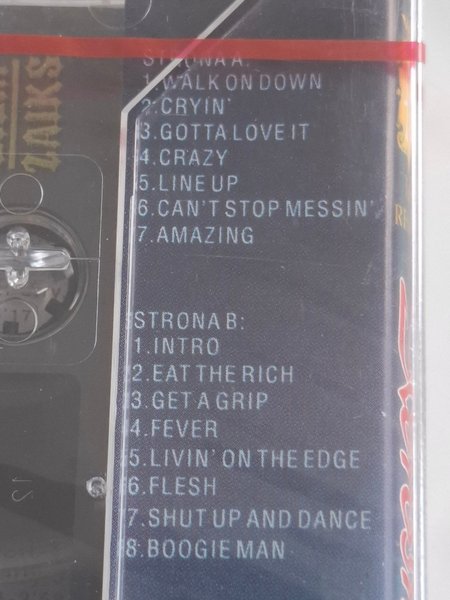 STRONA A:
1.WALK ON DOWN
2.CRYIN'
3.GOTTA LOVE IT
4.CRAZY
5.LINE UP
6.CAN'T STOP MESSIN'
7.AMAZING
STRONA B:
1.INTRO
2.EAT THE RICH
3.GET A GRIP
4.FEVER
5.LIVIN' ON THE EDGE
6.FLESH
7.SHUT UP AND DANCE
8.BOOGIE MAN
ZAIKS